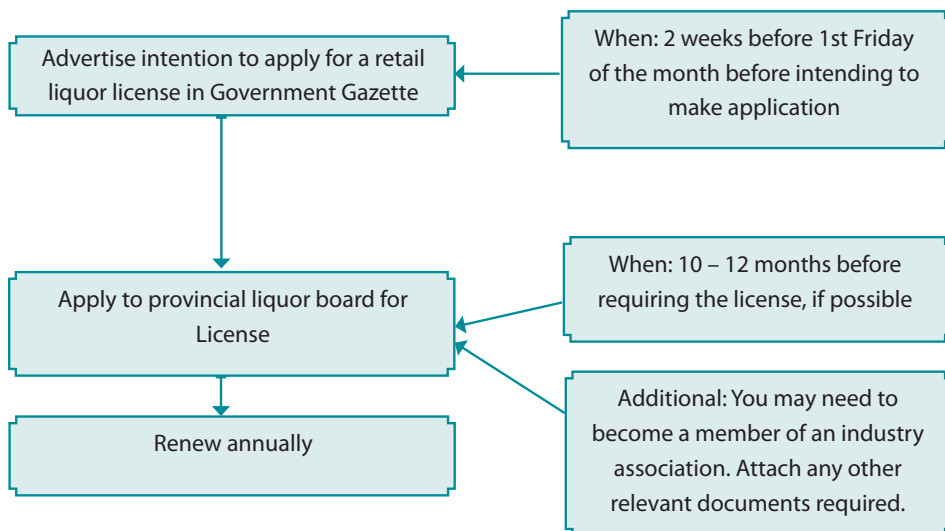 Advertise intention to apply for a retail
liquor license in Government Gazette
When: 2 weeks before 1st Friday
of the month before intending to
make application
Apply to provincial liquor board for
License
When: 10 – 12 months before
requiring the license, if possible
Additional: You may need to
become a member of an industry
association. Attach any other
relevant documents required.
Renew annually